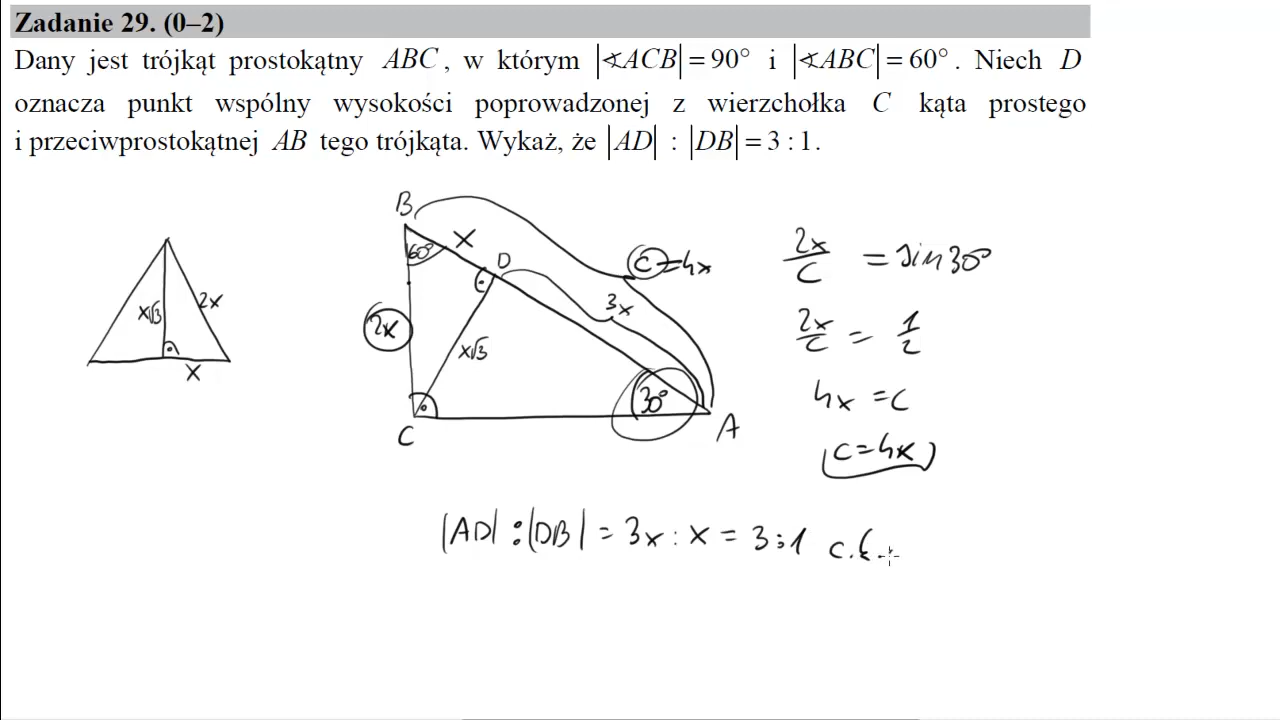 Zadanie 29. (0–2)
Dany jest trójkąt prostokątny ABC, w którym |∢ACB| = 90° i |∢ABC| = 60°. Niech D
oznacza punkt wspólny wysokości poprowadzonej z wierzchołka C kąta prostego
i przeciwprostokątnej AB tego trójkąta. Wykaż, że |AD| : |DB| = 3 : 1.
x√3
2x
x
B
60°
x
D
c=4x
3x
2x
x√3
30°
C
A
2x/c = sin30°
2x/c = 1/2
4x = c
c=4x
|AD| : |DB| = 3x : x = 3:1